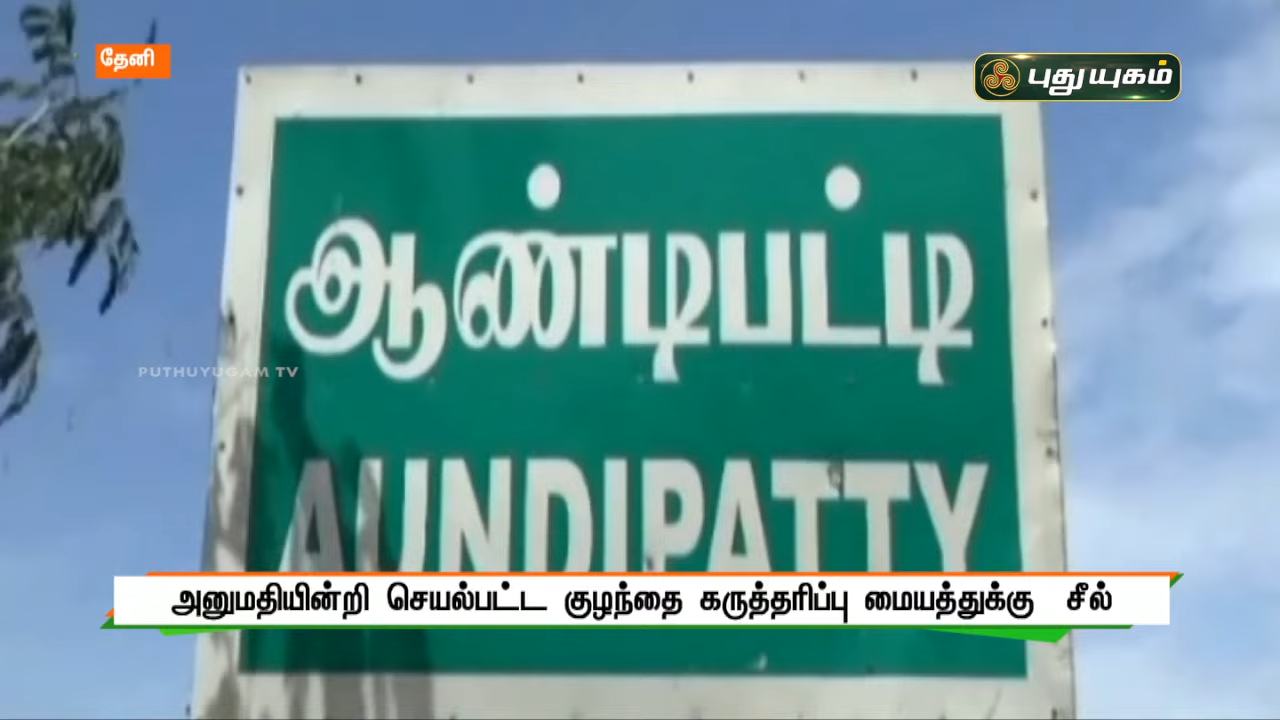 தேனி
புதுயுகம்
ஆண்டிபட்டி
PUTHUYUGAM TV
AUNDIPATTY
அனுமதியின்றி செயல்பட்ட குழந்தை கருத்தரிப்பு மையத்துக்கு சீல்